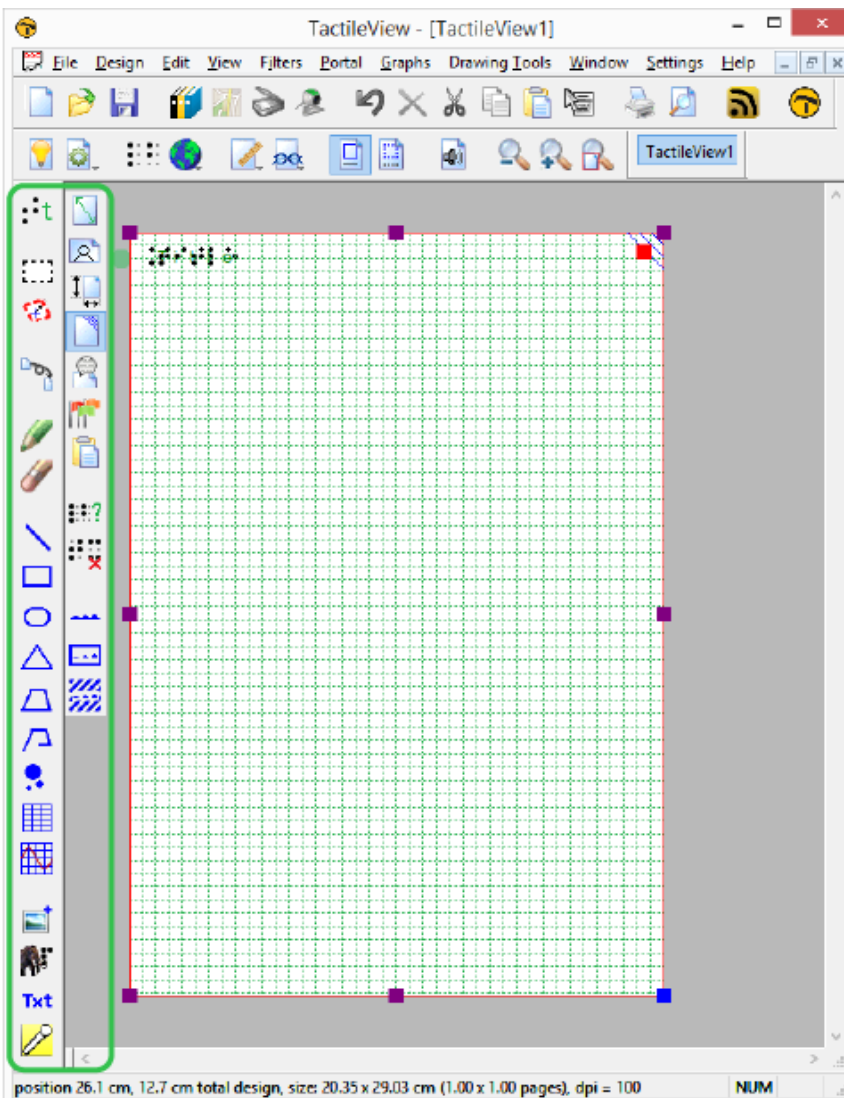 TactileView - [TactileView1]
File Design Edit View Filters Portal Graphs Drawing Tools Window Settings Help
TactileView1
t
?
Txt
position 26.1 cm, 12.7 cm total design, size: 20.35 x 29.03 cm (1.00 x 1.00 pages), dpi = 100 NUM